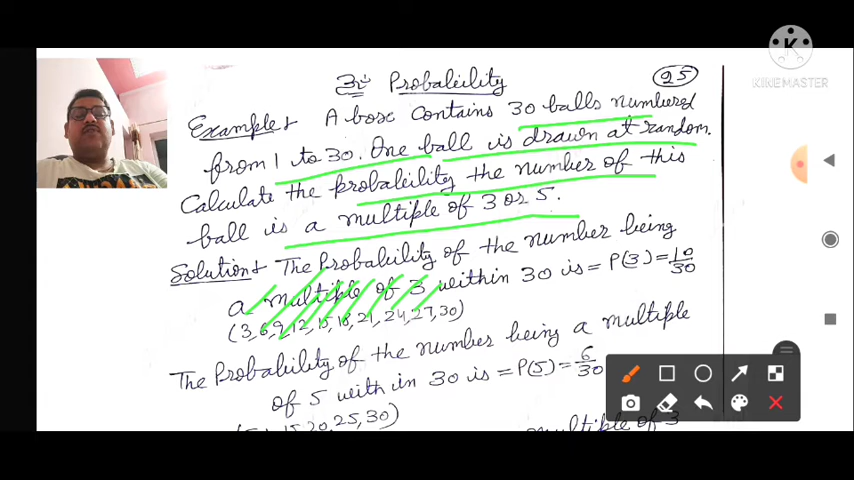 Probability
25
KINEMASTER
Example A box contains 30 balls numbered
from 1 to 30. One ball is drawn at random.
Calculate the probability the number of this
ball is a multiple of 3 or 5.
Solution The Probability of the number being
a multiple of 3 within 30 is = P(3) = 10/30
(3,6,9,12,15,18,21,24,27,30)
The Probability of the number being a multiple
of 5 with in 30 is = P(5) = 6/30
15,20,25,30)
multiple of 3